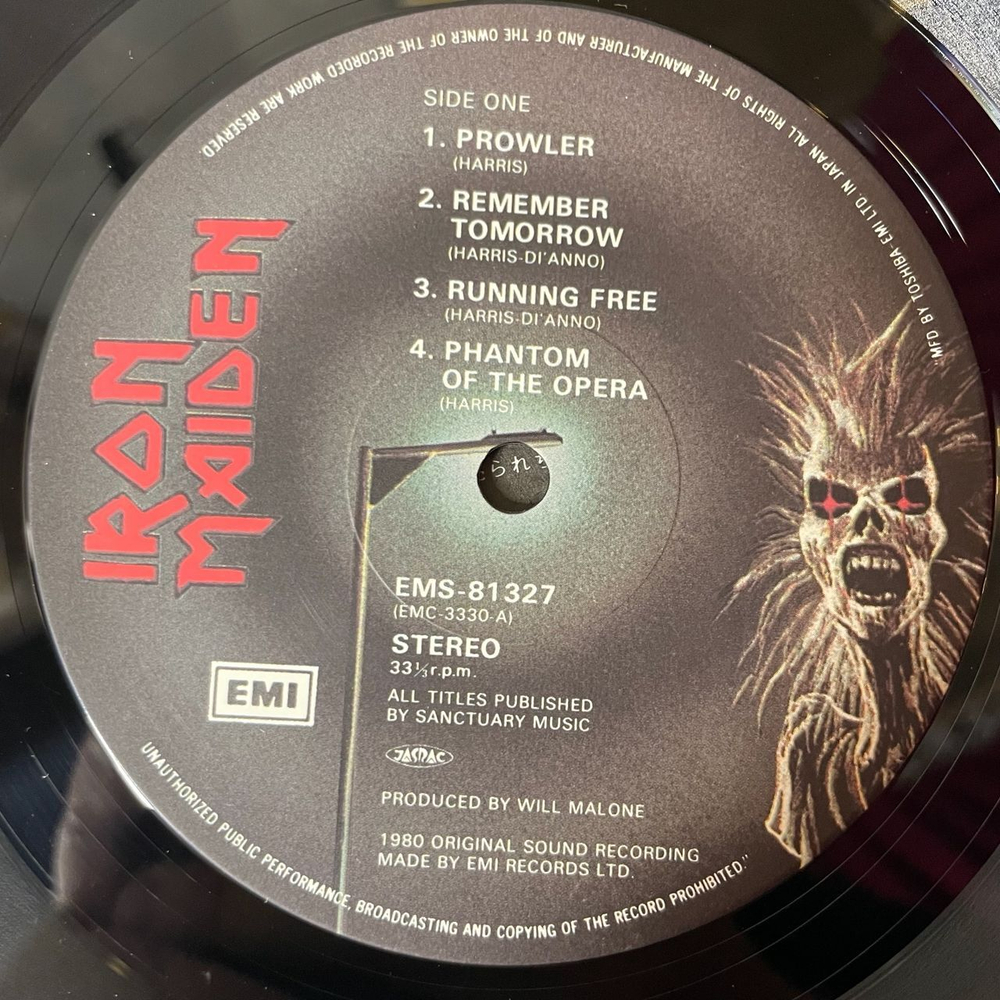 SIDE ONE
1. PROWLER
(HARRIS)
2. REMEMBER
TOMORROW
(HARRIS-DI'ANNO)
3. RUNNING FREE
(HARRIS-DI'ANNO)
4. PHANTOM
OF THE OPERA
(HARRIS)
IRON
MAIDEN
られ
EMS-81327
(EMC-3330-A)
STEREO
33⅓r.p.m.
EMI
ALL TITLES PUBLISHED
BY SANCTUARY MUSIC
JASRAC
PRODUCED BY WILL MALONE
1980 ORIGINAL SOUND RECORDING
MADE BY EMI RECORDS LTD.
"MFD BY TOSHIBA-EMI LTD IN JAPAN ALL RIGHTS OF THE MANUFACTURER AND OF THE OWNER OF THE RECORDED WORK ARE RESERVED.
UNAUTHORIZED PUBLIC PERFORMANCE, BROADCASTING AND COPYING OF THE RECORD PROHIBITED."